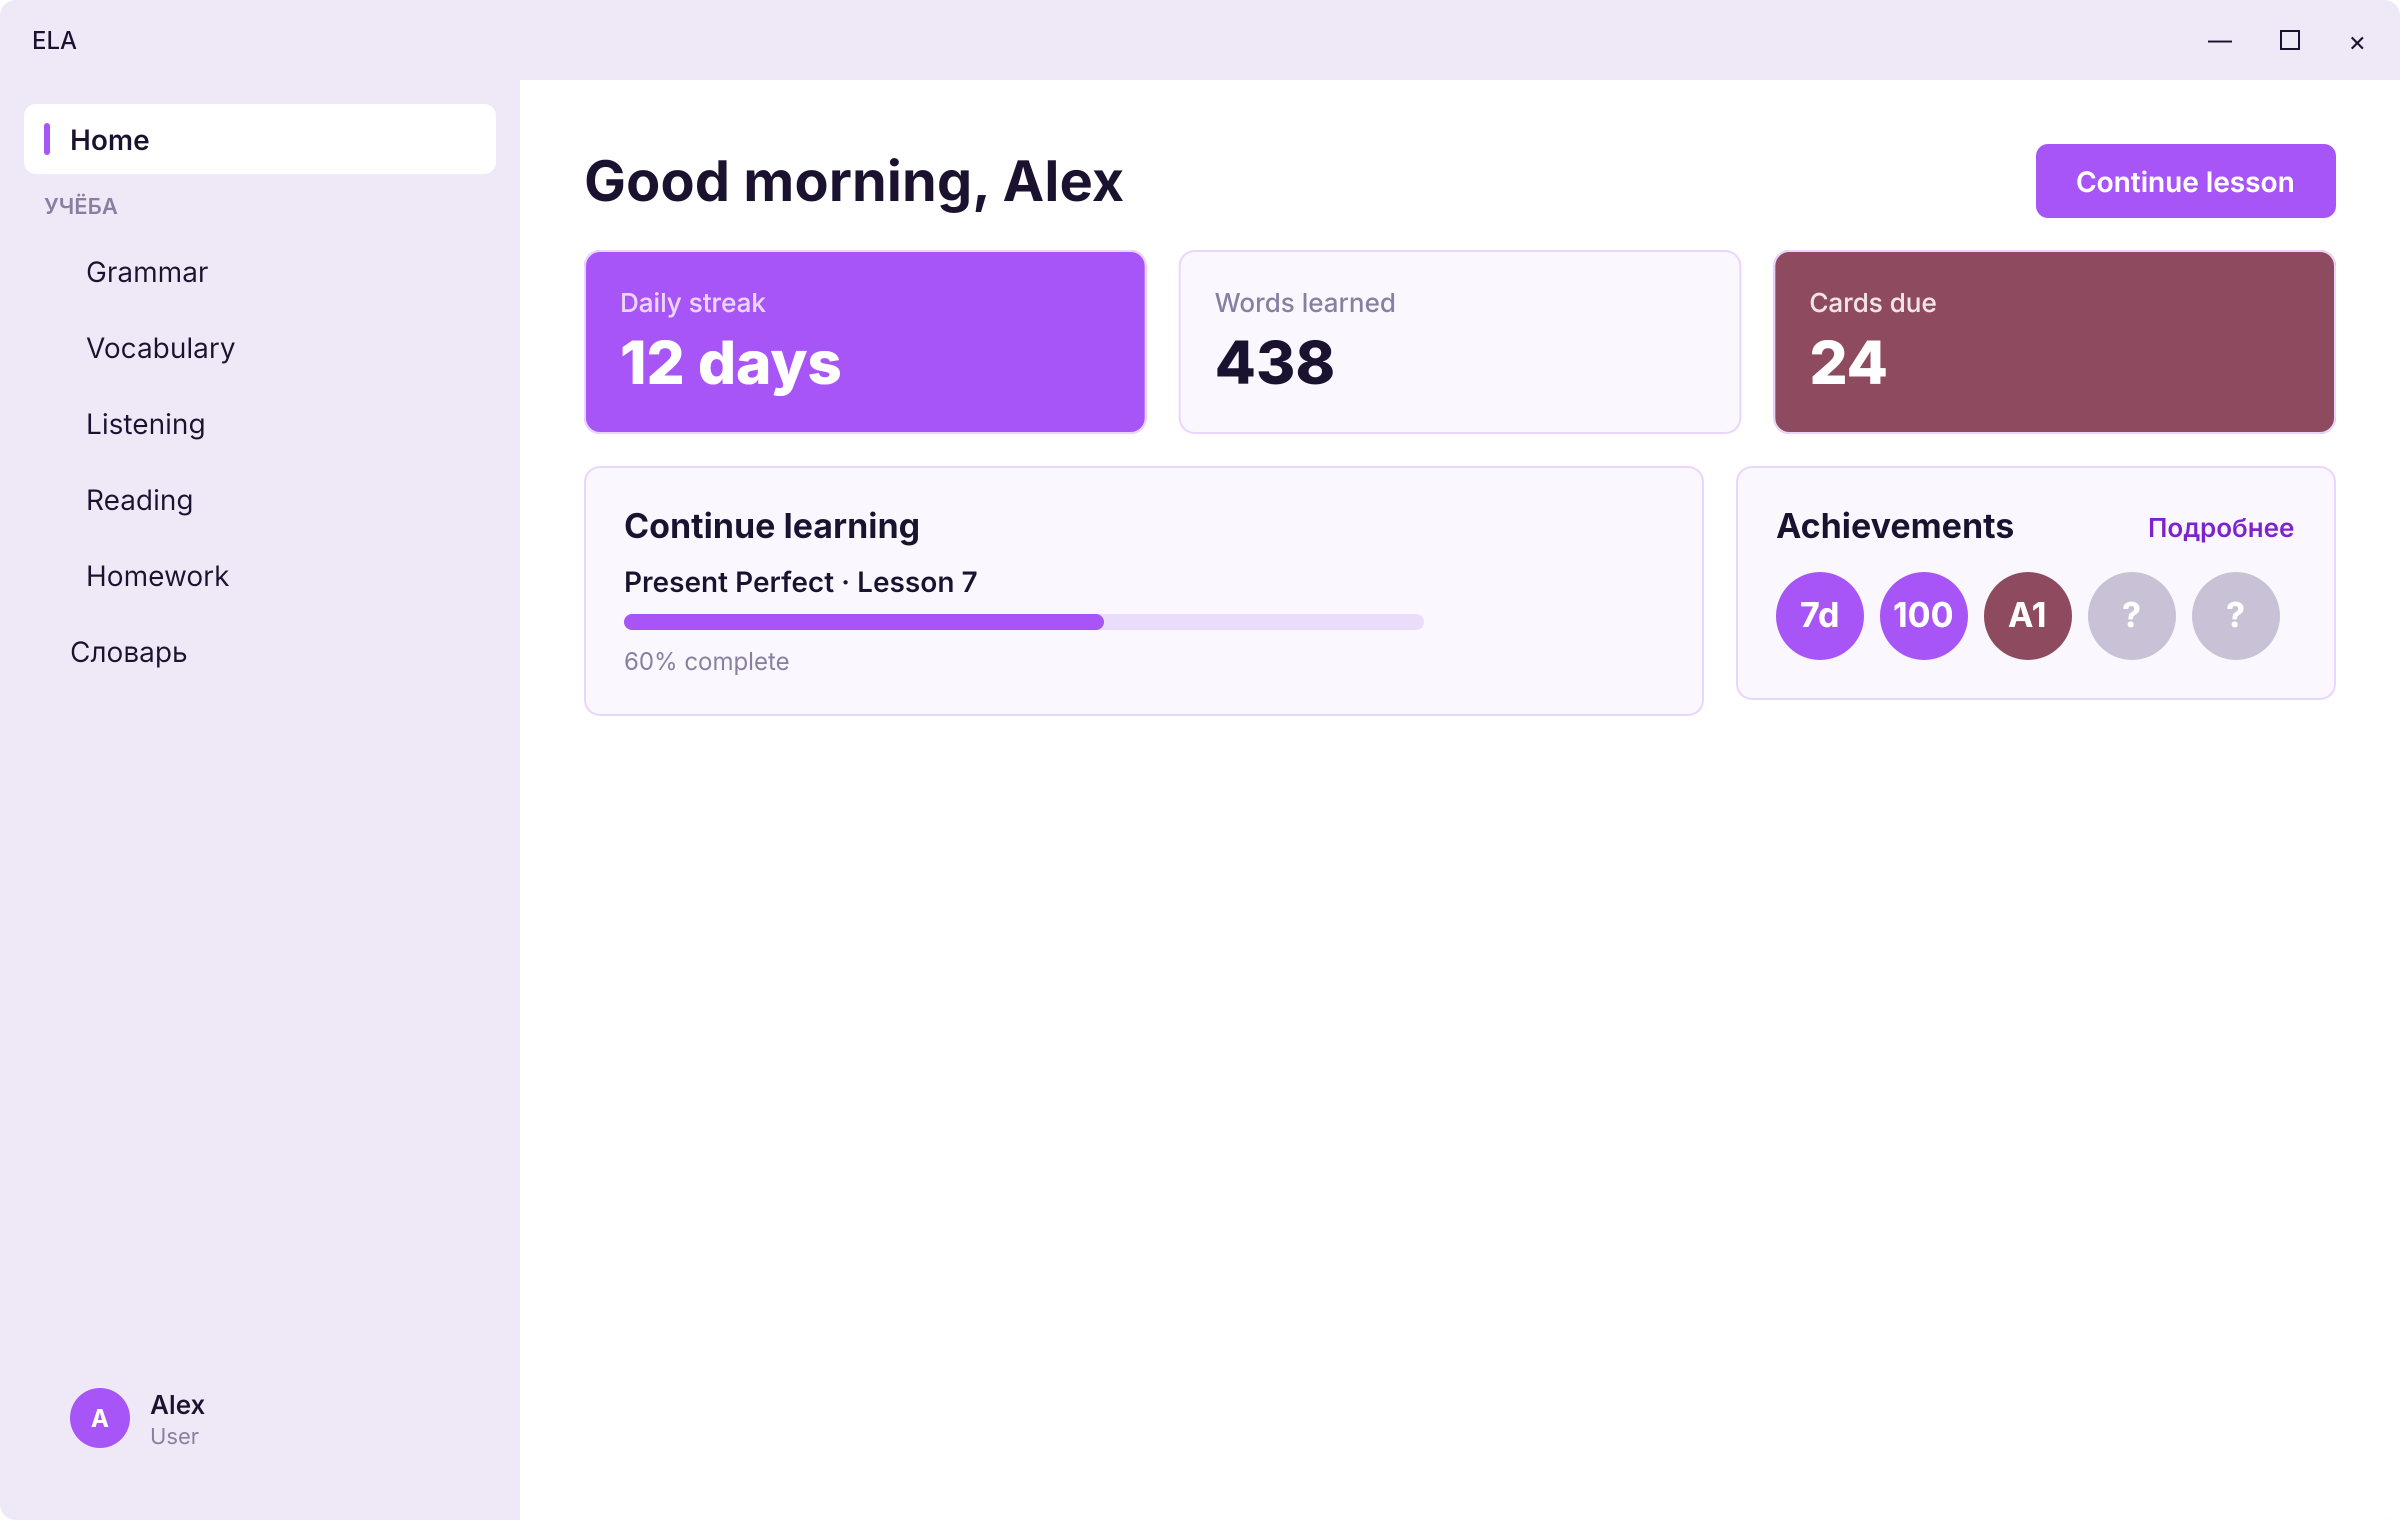 ELA
Home
УЧЁБА
Grammar
Vocabulary
Listening
Reading
Homework
Словарь
A
Alex
User
Good morning, Alex
Continue lesson
Daily streak
12 days
Words learned
438
Cards due
24
Continue learning
Present Perfect · Lesson 7
60% complete
Achievements
Подробнее
7d
100
A1
?
?